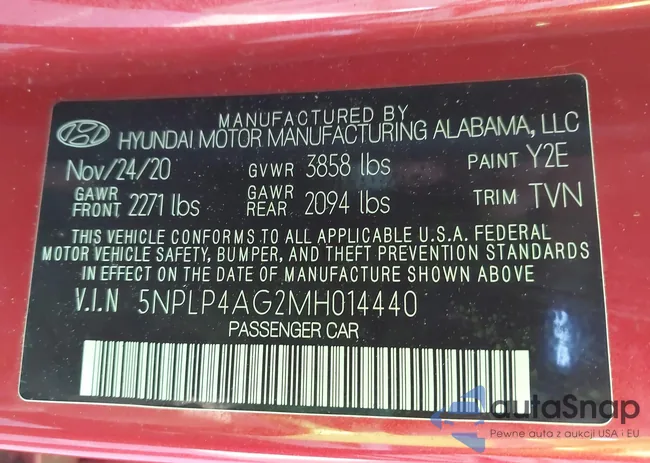 MANUFACTURED BY
HYUNDAI MOTOR MANUFACTURING ALABAMA, LLC
Nov/24/20 GVWR 3858 lbs PAINT Y2E
GAWR FRONT 2271 lbs GAWR REAR 2094 lbs TRIM TVN
THIS VEHICLE CONFORMS TO ALL APPLICABLE U.S.A. FEDERAL
MOTOR VEHICLE SAFETY, BUMPER, AND THEFT PREVENTION STANDARDS
IN EFFECT ON THE DATE OF MANUFACTURE SHOWN ABOVE
V.I.N 5NPLP4AG2MH014440
PASSENGER CAR
autaSnap
Pewne auta z aukcji USA i EU